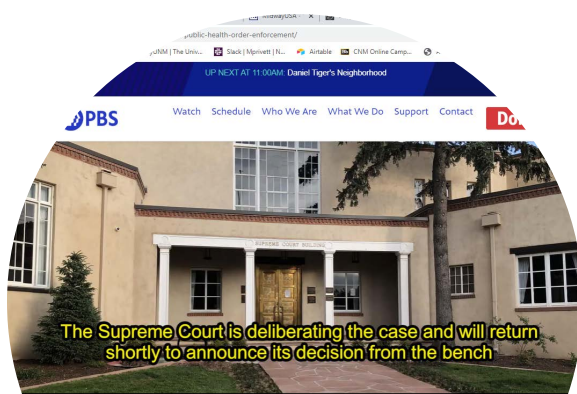 MidwayUSA -
public-health-order-enforcement/
UNM | The Univ... Slack | Mprivett | N... Airtable CNM Online Camp...
UP NEXT AT 11:00AM: Daniel Tiger's Neighborhood
PBS Watch Schedule Who We Are What We Do Support Contact
SUPREME COURT BUILDING
The Supreme Court is deliberating the case and will return
shortly to announce its decision from the bench